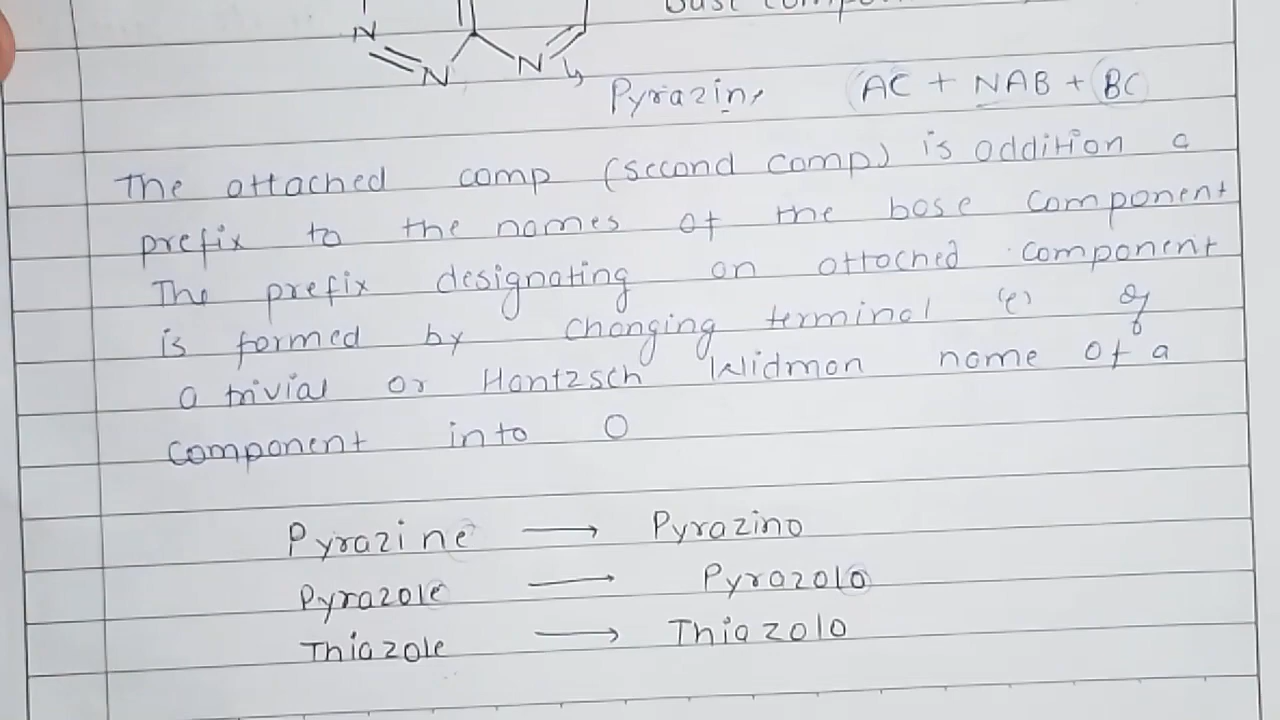 N
N N
Pyrazin, AC + NAB + BC
The attached comp (second comp) is addition a
prefix to the names of the base component
The prefix designating an attached component
is formed by changing terminal (e) of
a trivial or Hantzsch Widman name of a
component into O
Pyrazine → Pyrazino
Pyrazole → Pyrazolo
Thiazole → Thiazolo